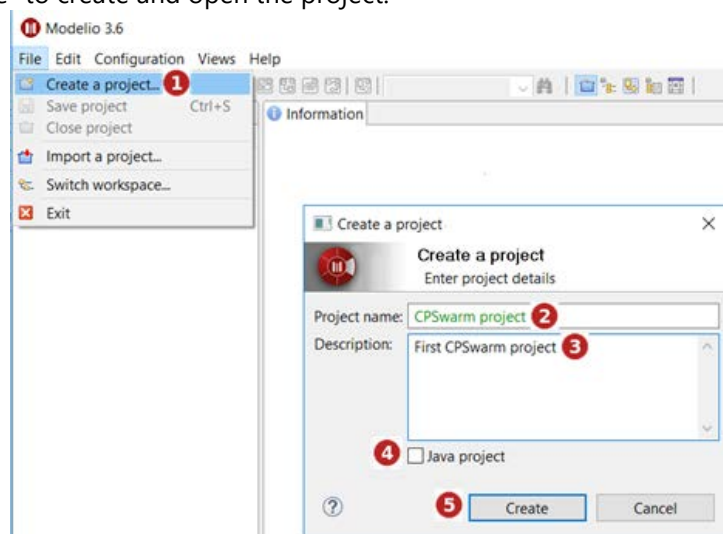 e" to create and open the project.
Modelio 3.6
File Edit Configuration Views Help
Create a project... 1
Save project Ctrl+S
Close project
Import a project...
Switch workspace...
Exit
Information
Create a project
Create a project
Enter project details
Project name: CPSwarm project 2
Description: First CPSwarm project 3
4 Java project
? 5 Create Cancel